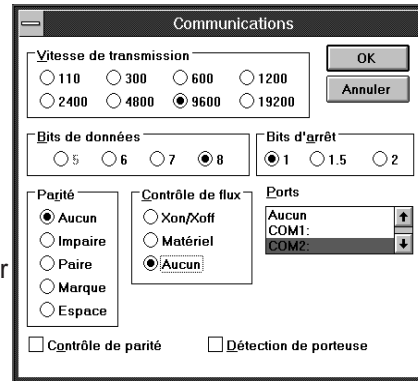 Communications
Vitesse de transmission
110 300 600 1200
2400 4800 9600 19200
OK
Annuler
Bits de données
5 6 7 8
Bits d'arrêt
1 1.5 2
Parité
Aucun
Impaire
Paire
Marque
Espace
Contrôle de flux
Xon/Xoff
Matériel
Aucun
Ports
Aucun
COM1:
COM2:
r
Contrôle de parité
Détection de porteuse